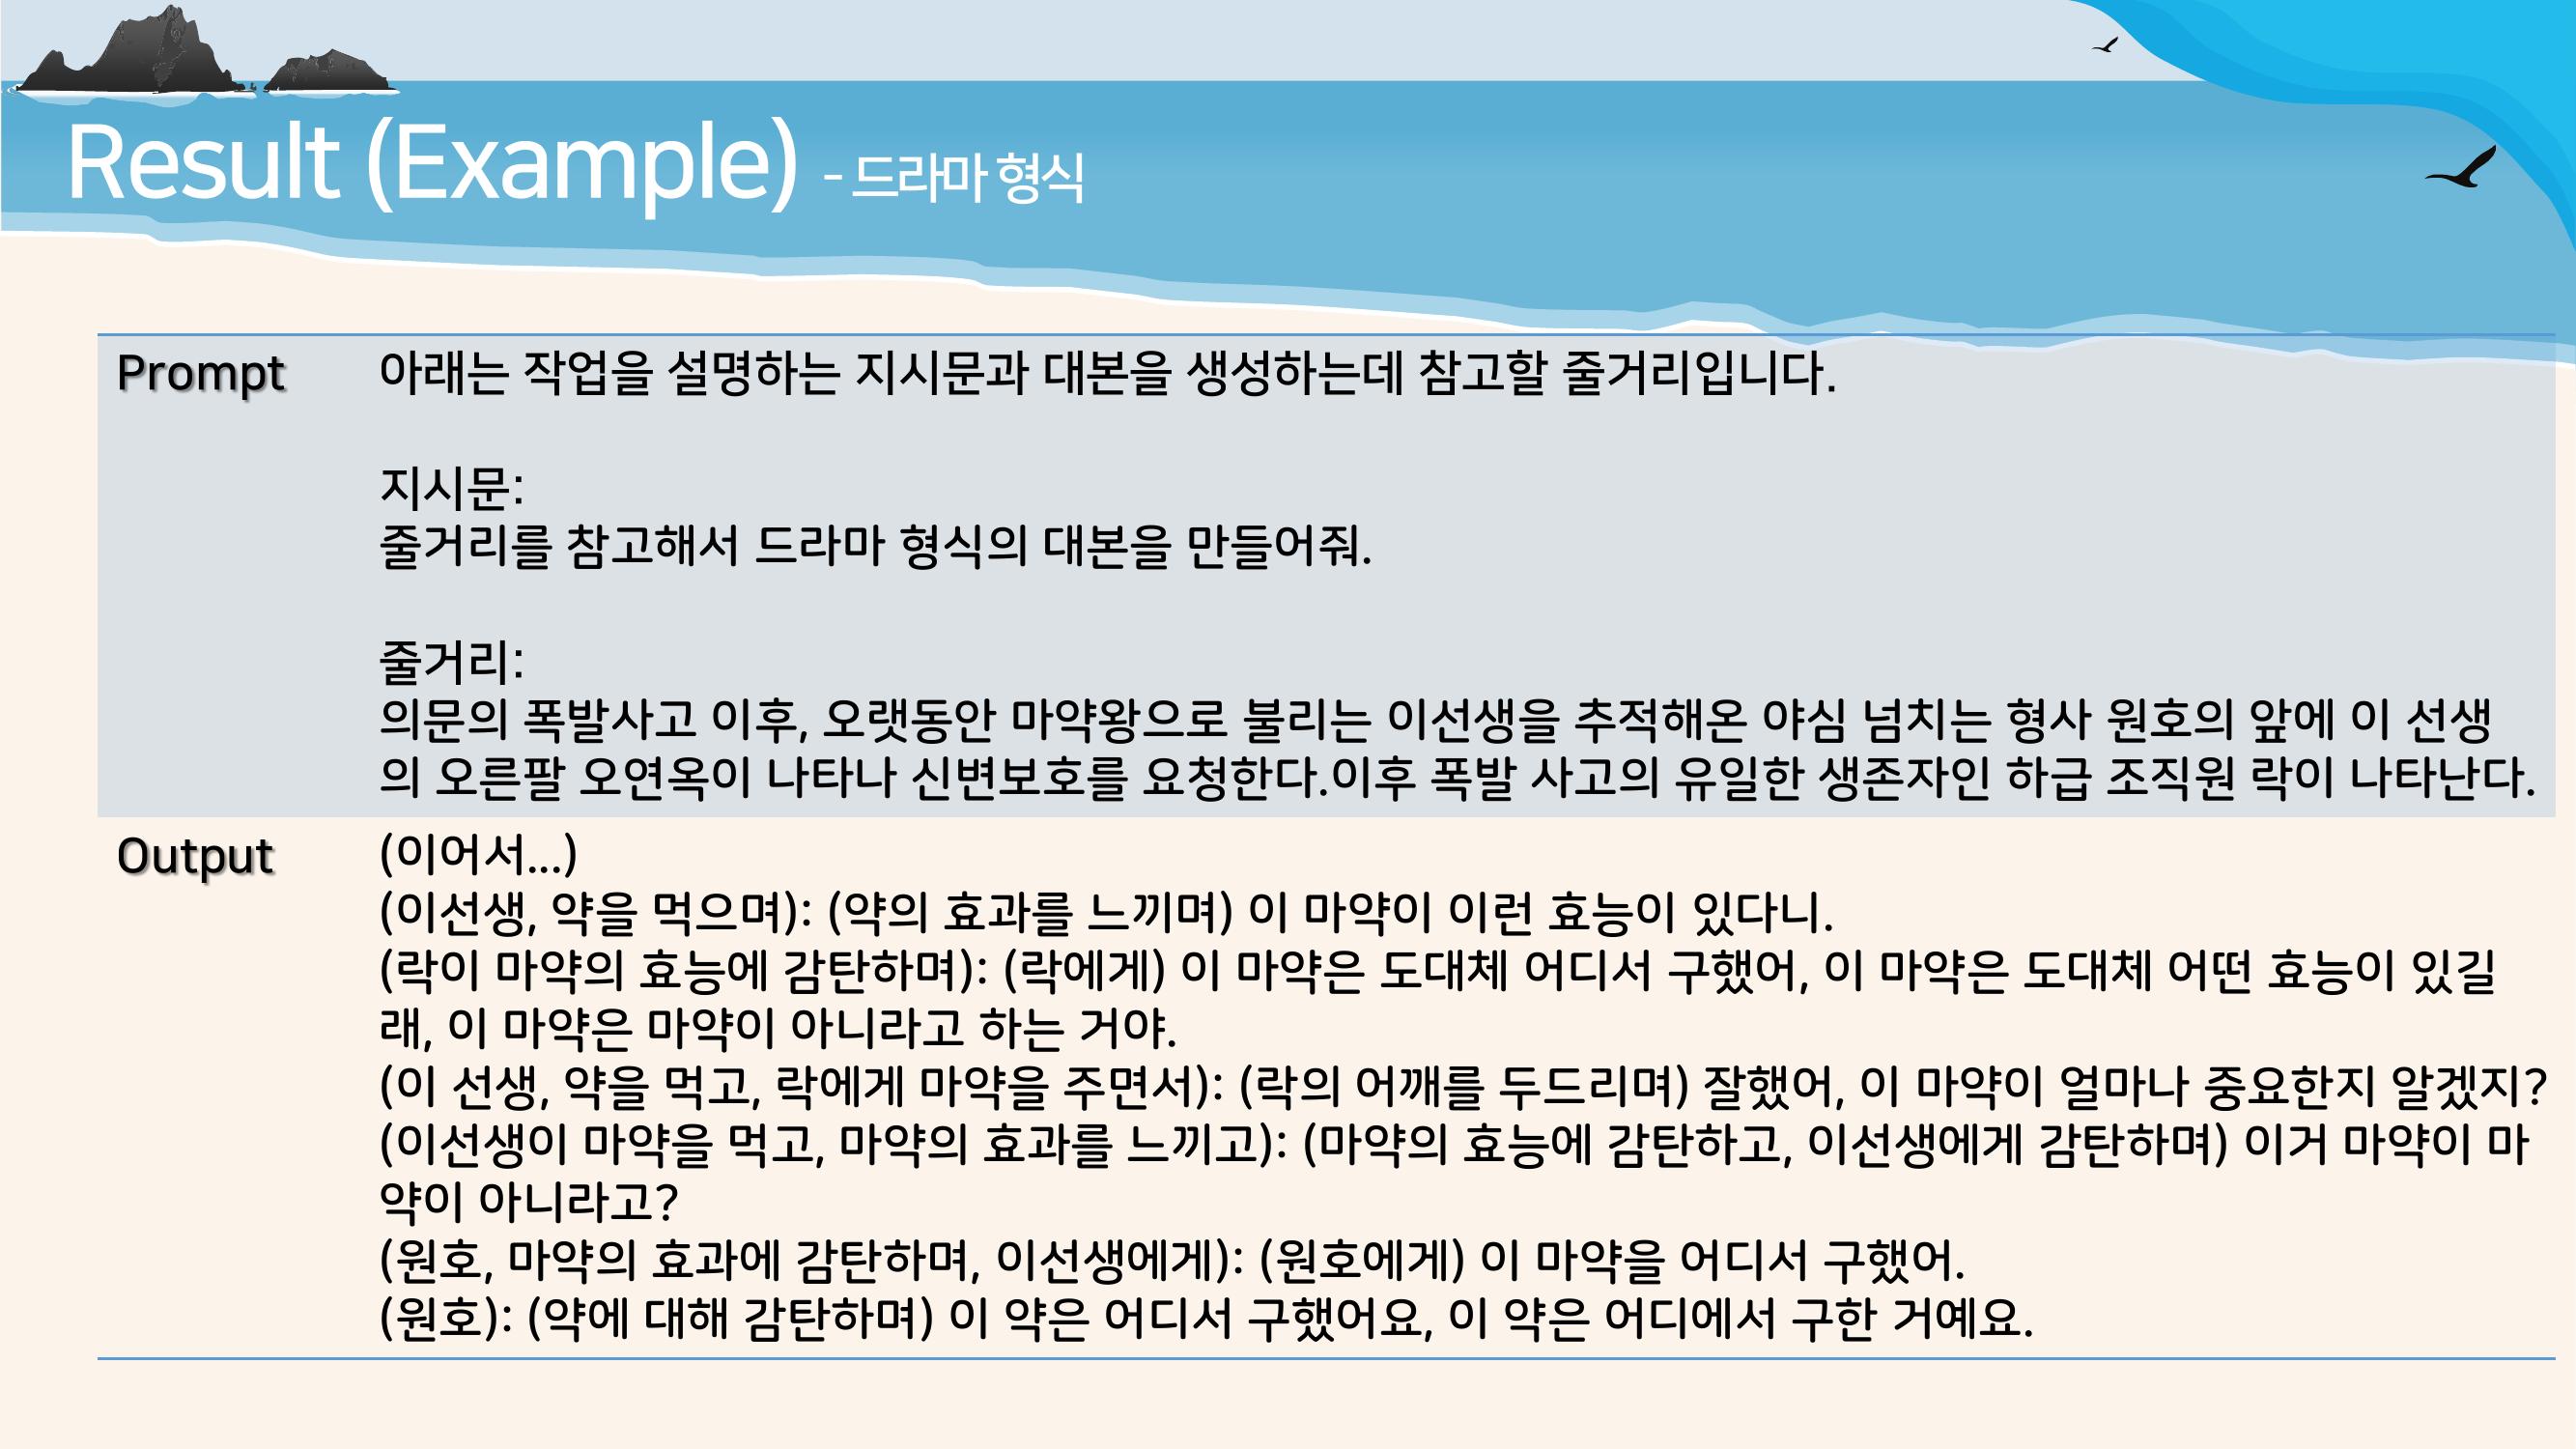 Result (Example) - 드라마 형식
Prompt
아래는 작업을 설명하는 지시문과 대본을 생성하는데 참고할 줄거리입니다.
지시문:
줄거리를 참고해서 드라마 형식의 대본을 만들어줘.
줄거리:
의문의 폭발사고 이후, 오랫동안 마약왕으로 불리는 이선생을 추적해온 야심 넘치는 형사 원호의 앞에 이 선생
의 오른팔 오연옥이 나타나 신변보호를 요청한다.이후 폭발 사고의 유일한 생존자인 하급 조직원 락이 나타난다.
Output
(이어서...)
(이선생, 약을 먹으며): (약의 효과를 느끼며) 이 마약이 이런 효능이 있다니.
(락이 마약의 효능에 감탄하며): (락에게) 이 마약은 도대체 어디서 구했어, 이 마약은 도대체 어떤 효능이 있길
래, 이 마약은 마약이 아니라고 하는 거야.
(이 선생, 약을 먹고, 락에게 마약을 주면서): (락의 어깨를 두드리며) 잘했어, 이 마약이 얼마나 중요한지 알겠지?
(이선생이 마약을 먹고, 마약의 효과를 느끼고): (마약의 효능에 감탄하고, 이선생에게 감탄하며) 이거 마약이 마
약이 아니라고?
(원호, 마약의 효과에 감탄하며, 이선생에게): (원호에게) 이 마약을 어디서 구했어.
(원호): (약에 대해 감탄하며) 이 약은 어디서 구했어요, 이 약은 어디에서 구한 거예요.